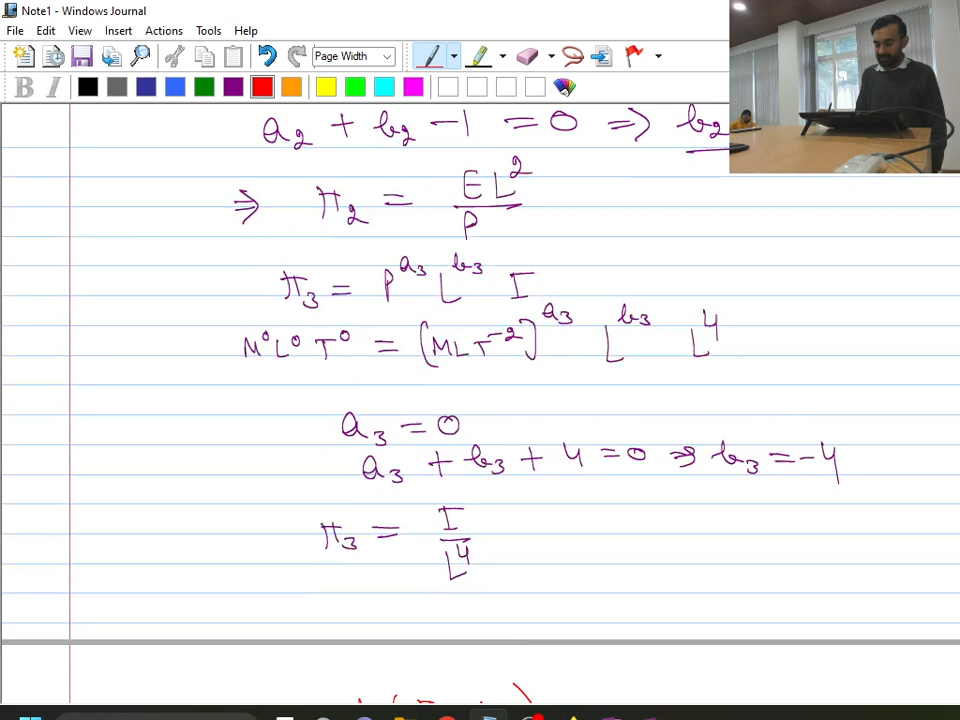 Note1 - Windows Journal
File Edit View Insert Actions Tools Help
Page Width
B I
a₂ + b₂ - 1 = 0 ⇒ b₂
⇒ π₂ = EL² / P
π₃ = P^a₃ L^b₃ I
M⁰L⁰T⁰ = (MLT⁻²)^a₃ L^b₃ L⁴
a₃ = 0
a₃ + b₃ + 4 = 0 ⇒ b₃ = -4
π₃ = I / L⁴